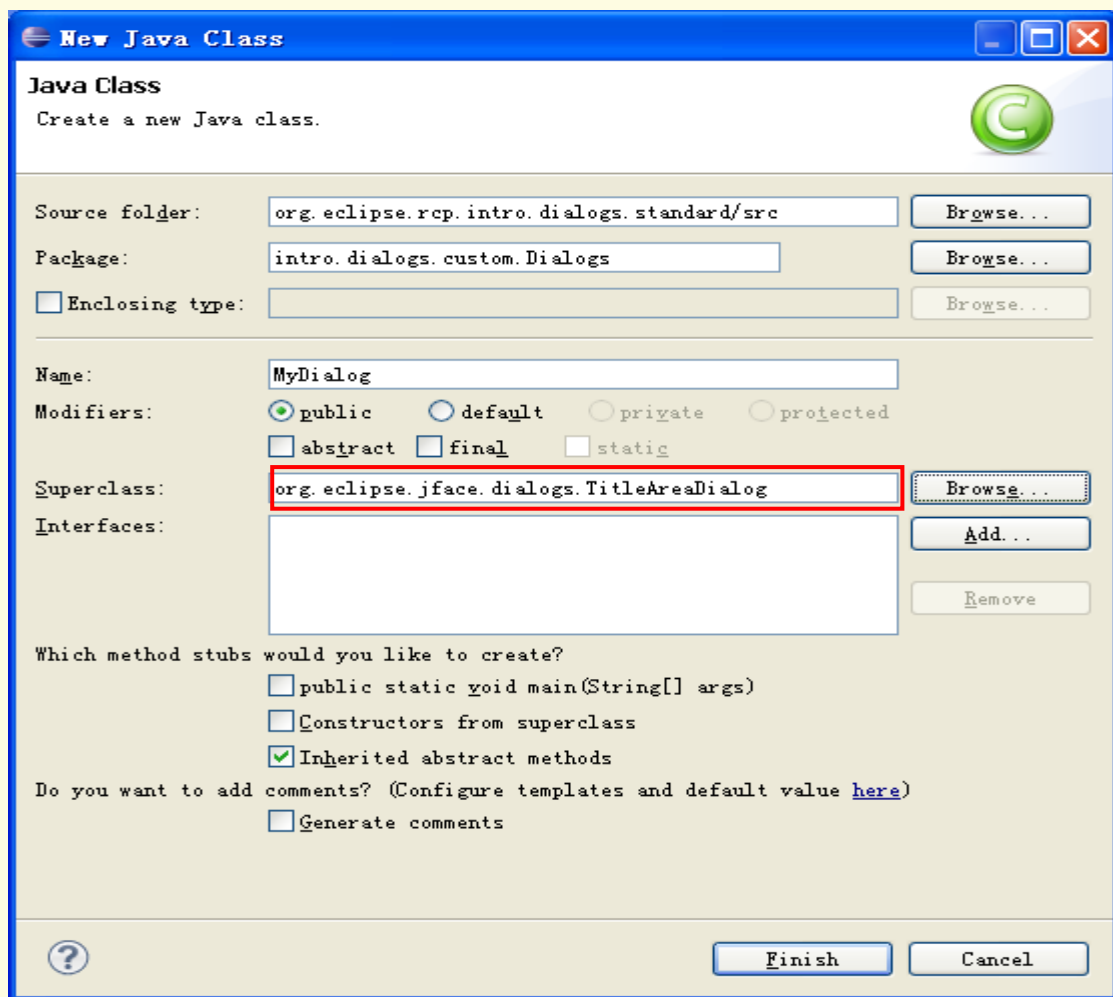 New Java Class
Java Class
Create a new Java class.
Source folder: org.eclipse.rcp.intro.dialogs.standard/src Browse...
Package: intro.dialogs.custom.Dialogs Browse...
Enclosing type: Browse...
Name: MyDialog
Modifiers: public default private protected
abstract final static
Superclass: org.eclipse.jface.dialogs.TitleAreaDialog Browse...
Interfaces: Add...
Remove
Which method stubs would you like to create?
public static void main(String[] args)
Constructors from superclass
Inherited abstract methods
Do you want to add comments? (Configure templates and default value here)
Generate comments
Finish Cancel